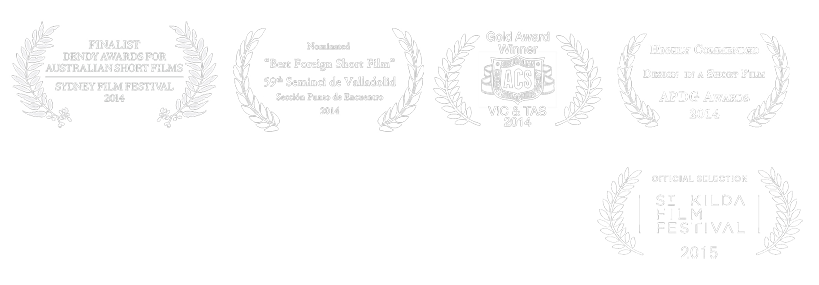 FINALIST
DENDY AWARDS FOR
AUSTRALIAN SHORT FILMS
SYDNEY FILM FESTIVAL
2014
Nominated
"Best Foreign Short Film"
59th Seminci de Valladolid
Sección Punto de Encuentro
2014
Gold Award
Winner
ACS
VIC & TAS
2014
Highly Commended
Design in a Short Film
APDG Awards
2014
OFFICIAL SELECTION
ST KILDA
FILM
FESTIVAL
2015